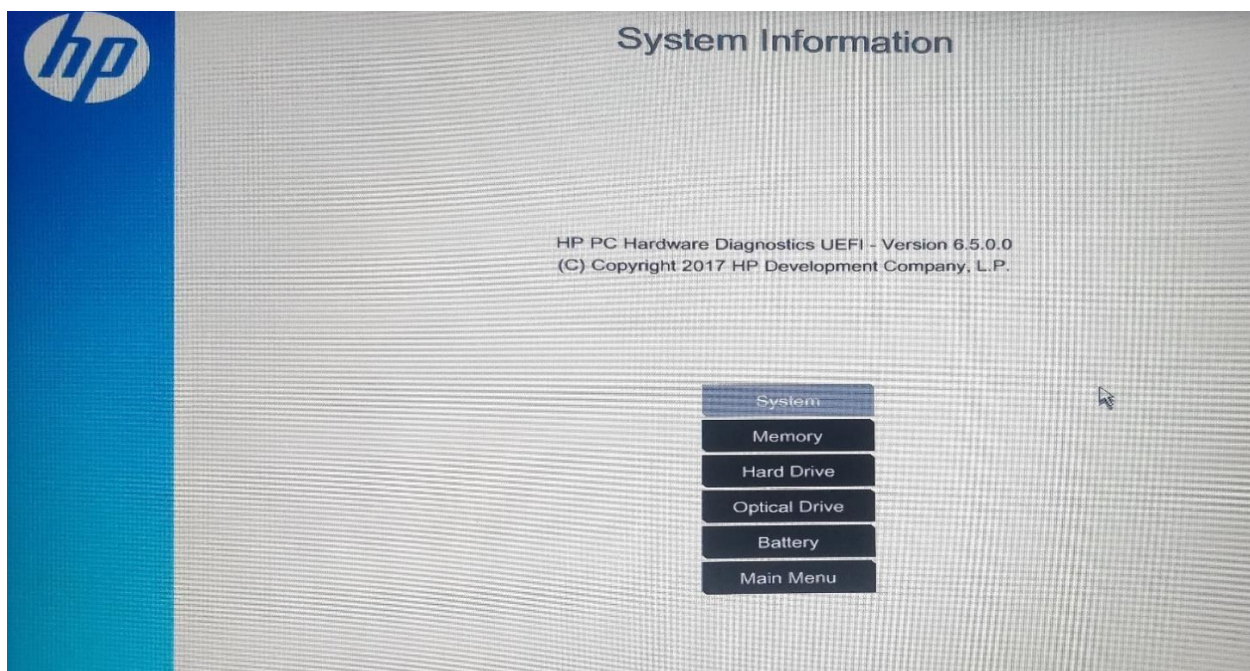 hp
System Information
HP PC Hardware Diagnostics UEFI - Version 6.5.0.0
(C) Copyright 2017 HP Development Company, L.P.
System
Memory
Hard Drive
Optical Drive
Battery
Main Menu